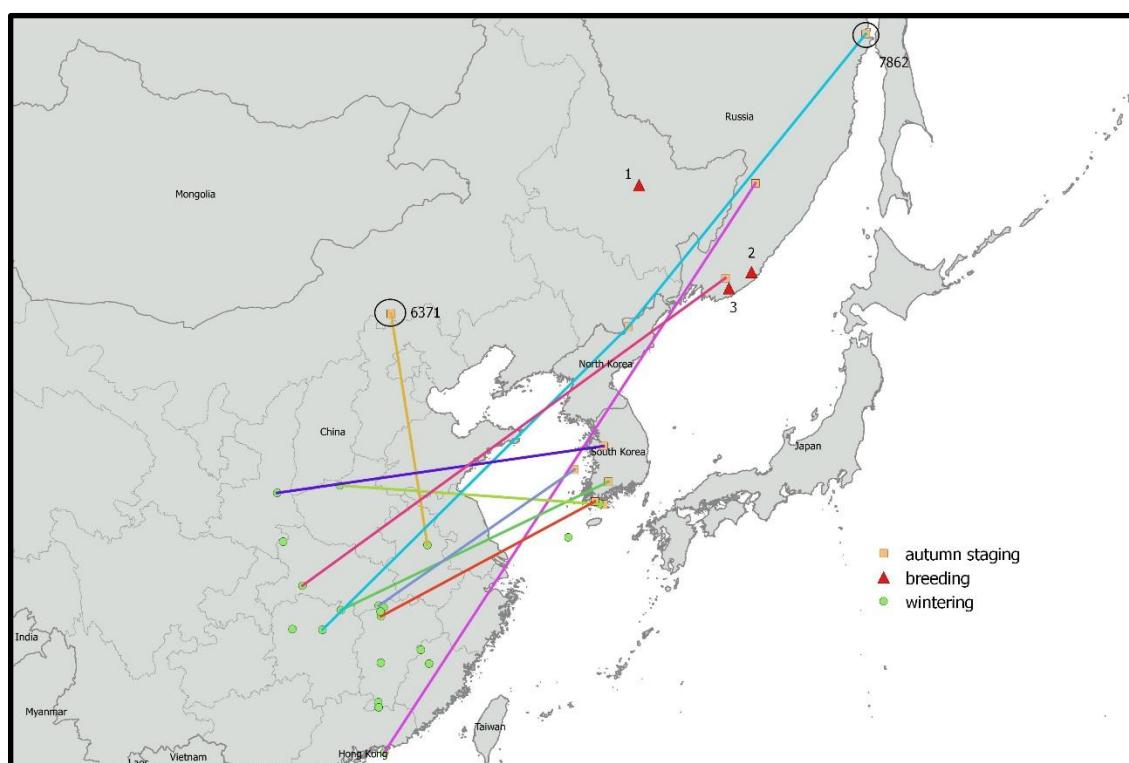 7862
Russia
1
Mongolia
2
3
6371
North Korea
China
South Korea
Japan
autumn staging
breeding
wintering
India
Myanmar
Taiwan
Hong Kong
Vietnam